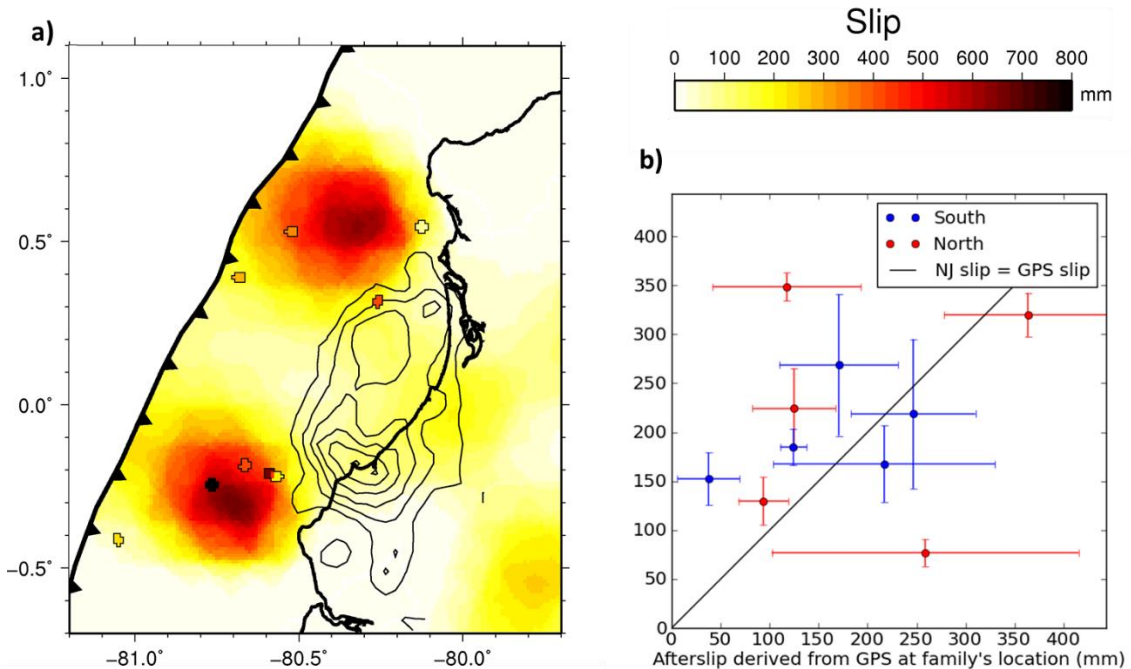 a)
Slip
0 100 200 300 400 500 600 700 800
mm
1.0°
0.5°
0.0°
−0.5°
−81.0° −80.5° −80.0°
b)
South
North
NJ slip = GPS slip
400
350
300
250
200
150
100
50
0
0 50 100 150 200 250 300 350 400
Afterslip derived from GPS at family's location (mm)